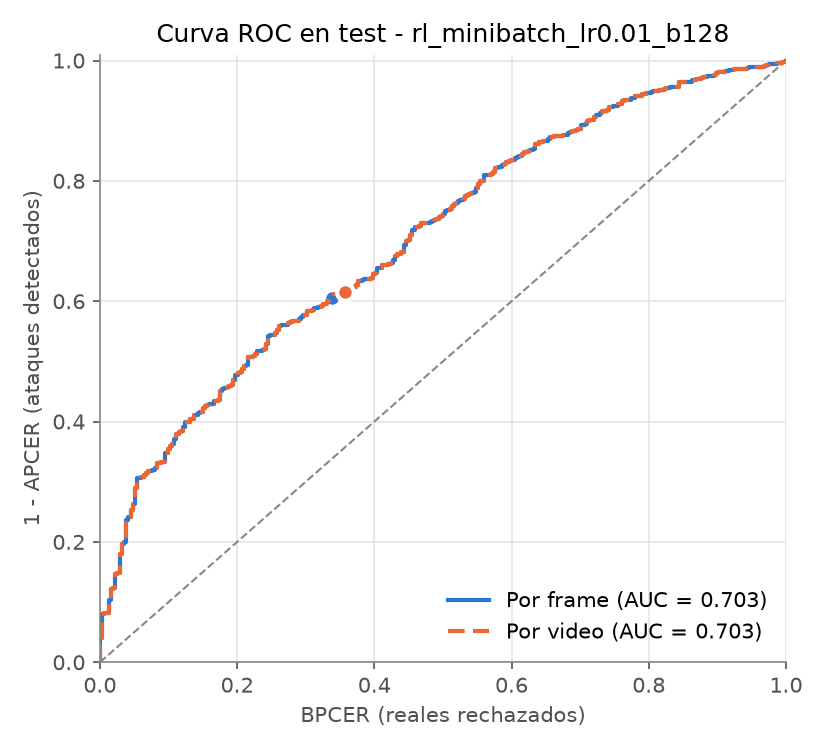 Curva ROC en test - rl_minibatch_lr0.01_b128
1.0
0.8
0.6
0.4
0.2
0.0
1 - APCER (ataques detectados)
Por frame (AUC = 0.703)
Por video (AUC = 0.703)
0.0 0.2 0.4 0.6 0.8 1.0
BPCER (reales rechazados)